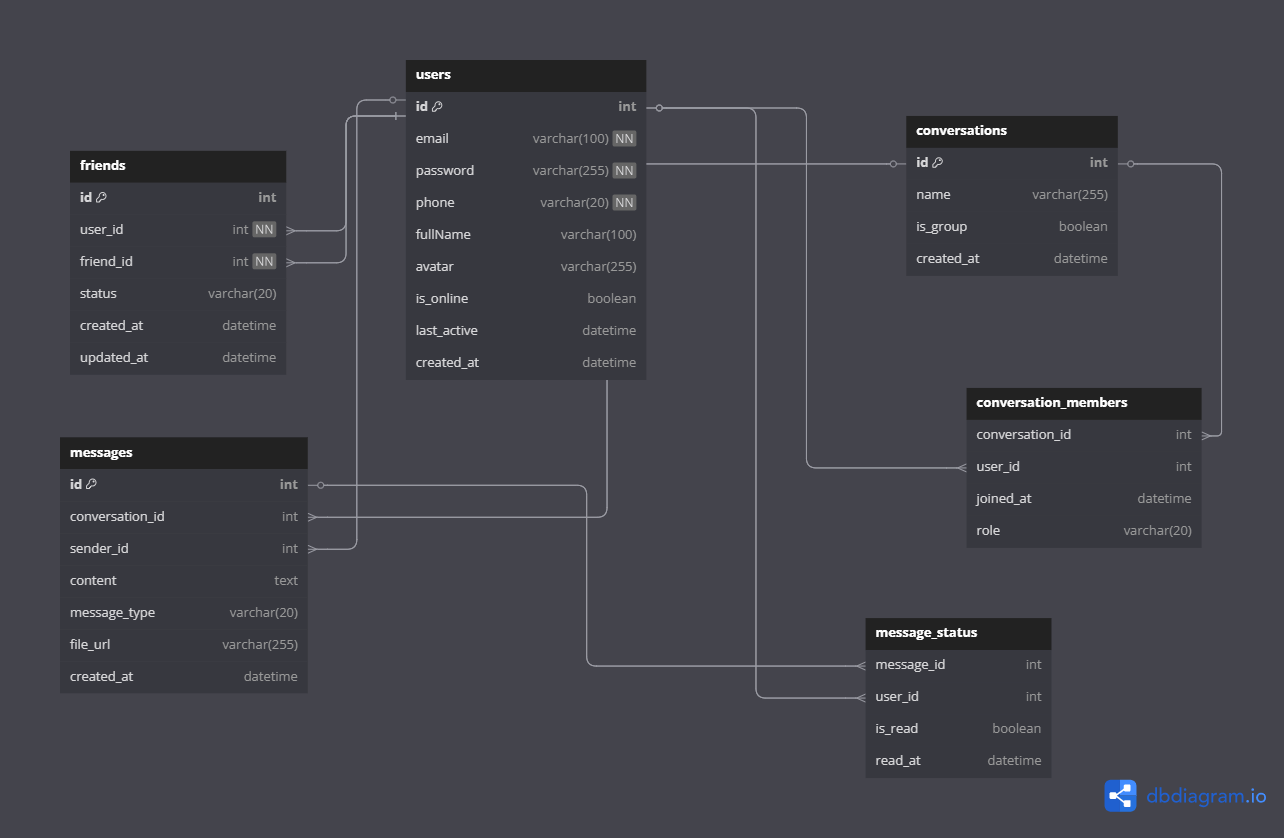 users
id int
email varchar(100) NN
password varchar(255) NN
phone varchar(20) NN
fullName varchar(100)
avatar varchar(255)
is_online boolean
last_active datetime
created_at datetime
conversations
id int
name varchar(255)
is_group boolean
created_at datetime
friends
id int
user_id int NN
friend_id int NN
status varchar(20)
created_at datetime
updated_at datetime
conversation_members
conversation_id int
user_id int
joined_at datetime
role varchar(20)
messages
id int
conversation_id int
sender_id int
content text
message_type varchar(20)
file_url varchar(255)
created_at datetime
message_status
message_id int
user_id int
is_read boolean
read_at datetime
dbdiagram.io